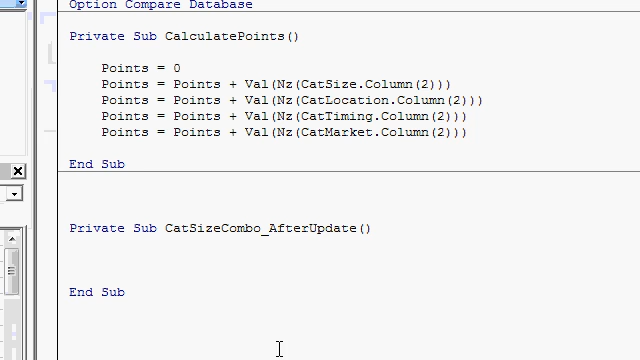 Option Compare Database
Private Sub CalculatePoints()
Points = 0
Points = Points + Val(Nz(CatSize.Column(2)))
Points = Points + Val(Nz(CatLocation.Column(2)))
Points = Points + Val(Nz(CatTiming.Column(2)))
Points = Points + Val(Nz(CatMarket.Column(2)))
End Sub
Private Sub CatSizeCombo_AfterUpdate()
End Sub